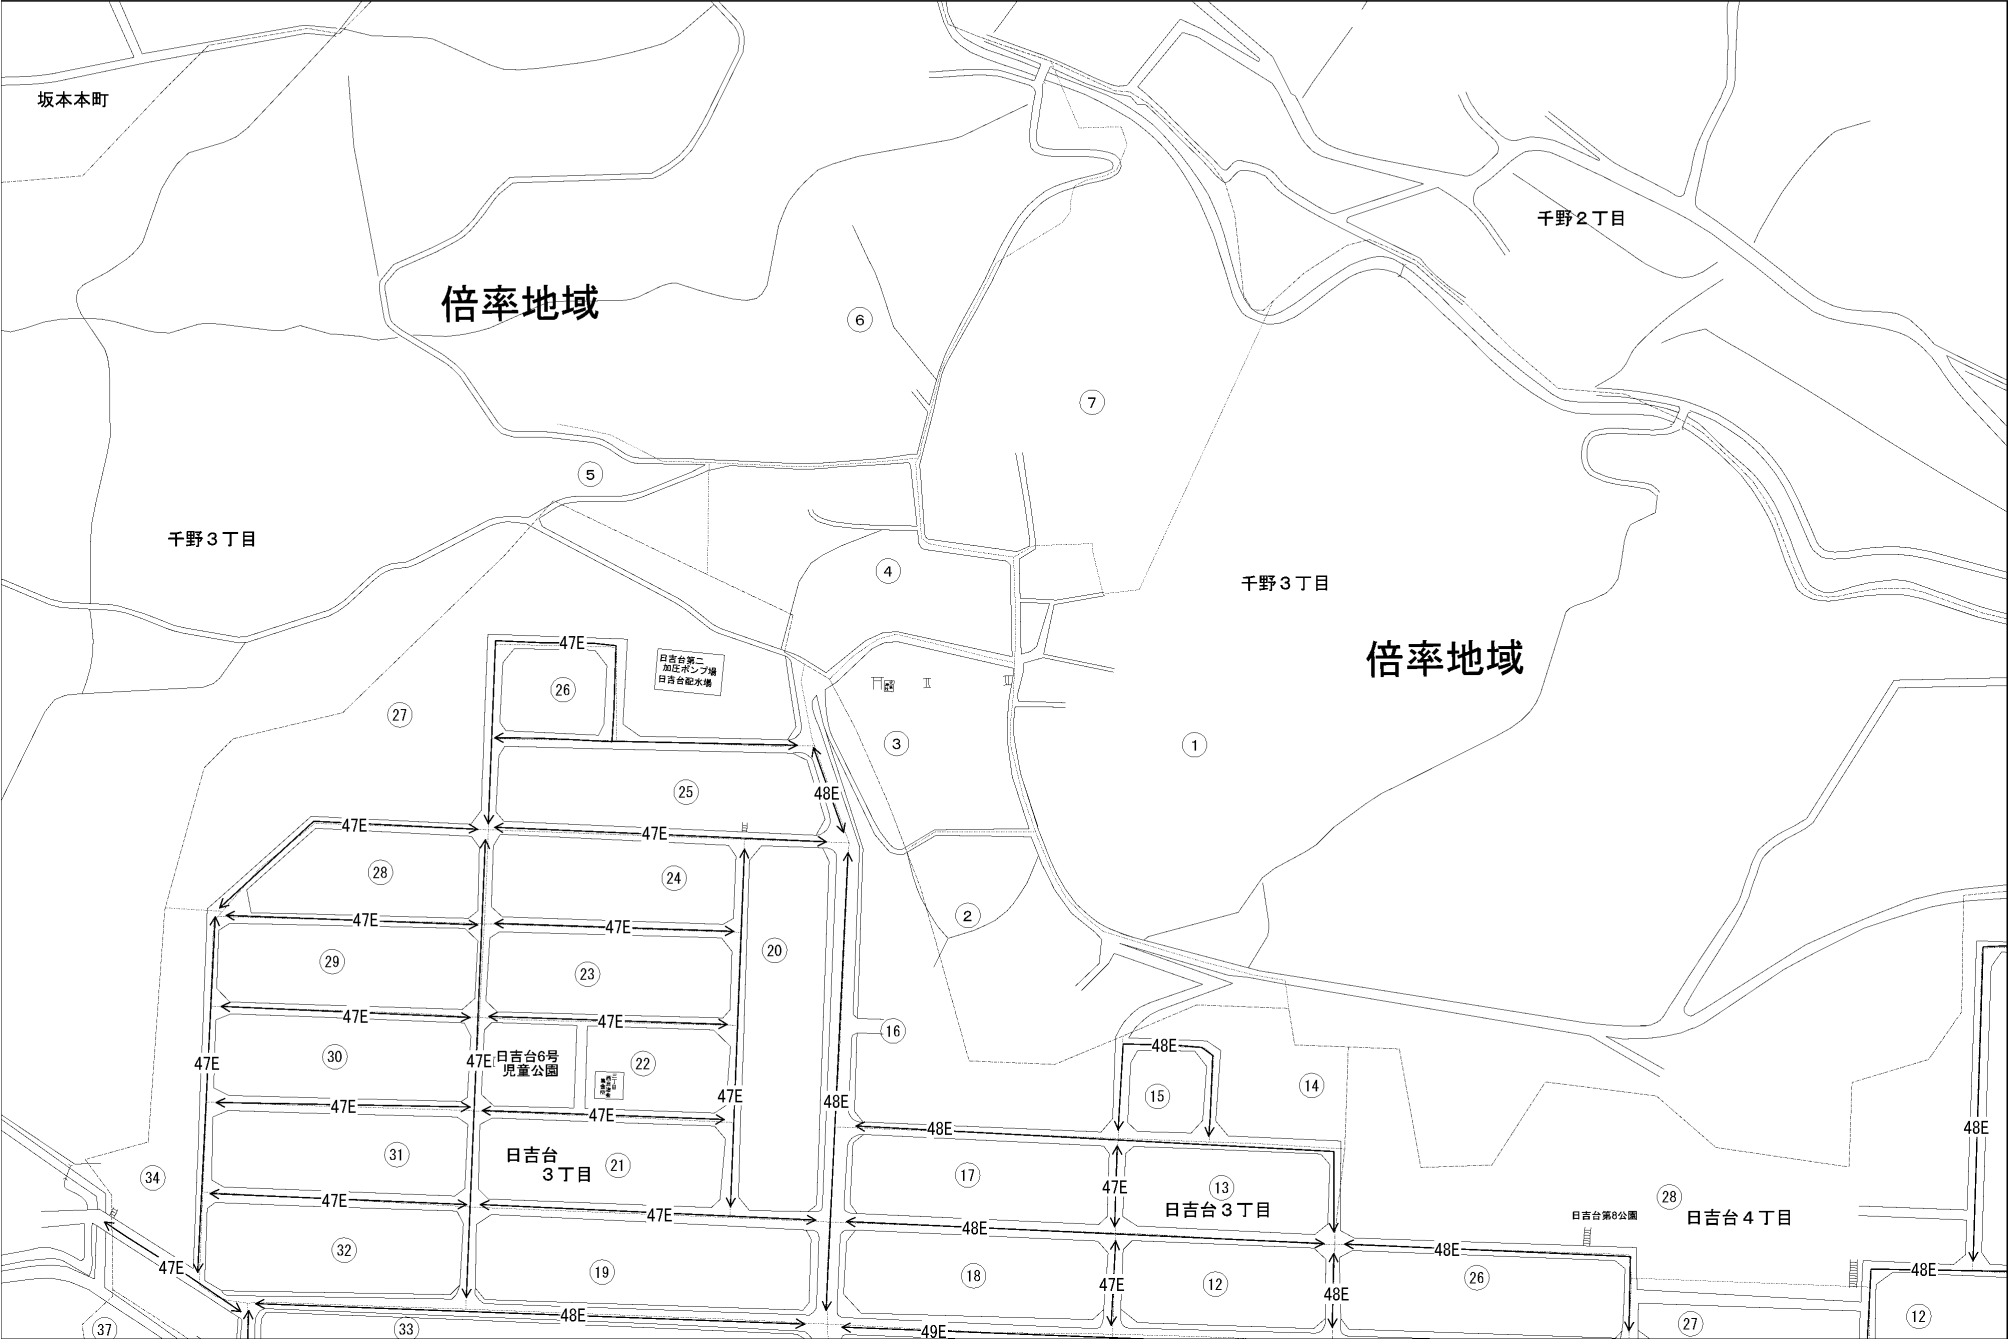 坂本本町
千野２丁目
倍率地域
⑥
⑦
⑤
千野３丁目
④
千野３丁目
倍率地域
47E
日吉台第二
加圧ポンプ場
日吉台配水場
26
27
③
①
25
48E
47E
47E
28
24
②
47E
47E
20
29
23
47E
47E
16
30
47E
47E
日吉台6号
児童公園
22
48E
14
15
47E
48E
47E
47E
48E
31
日吉台
３丁目
21
17
47E
13
34
47E
日吉台３丁目
28
日吉台第8公園
日吉台４丁目
48E
47E
48E
48E
32
19
18
47E
12
48E
26
48E
47E
48E
49E
37
33
27
12